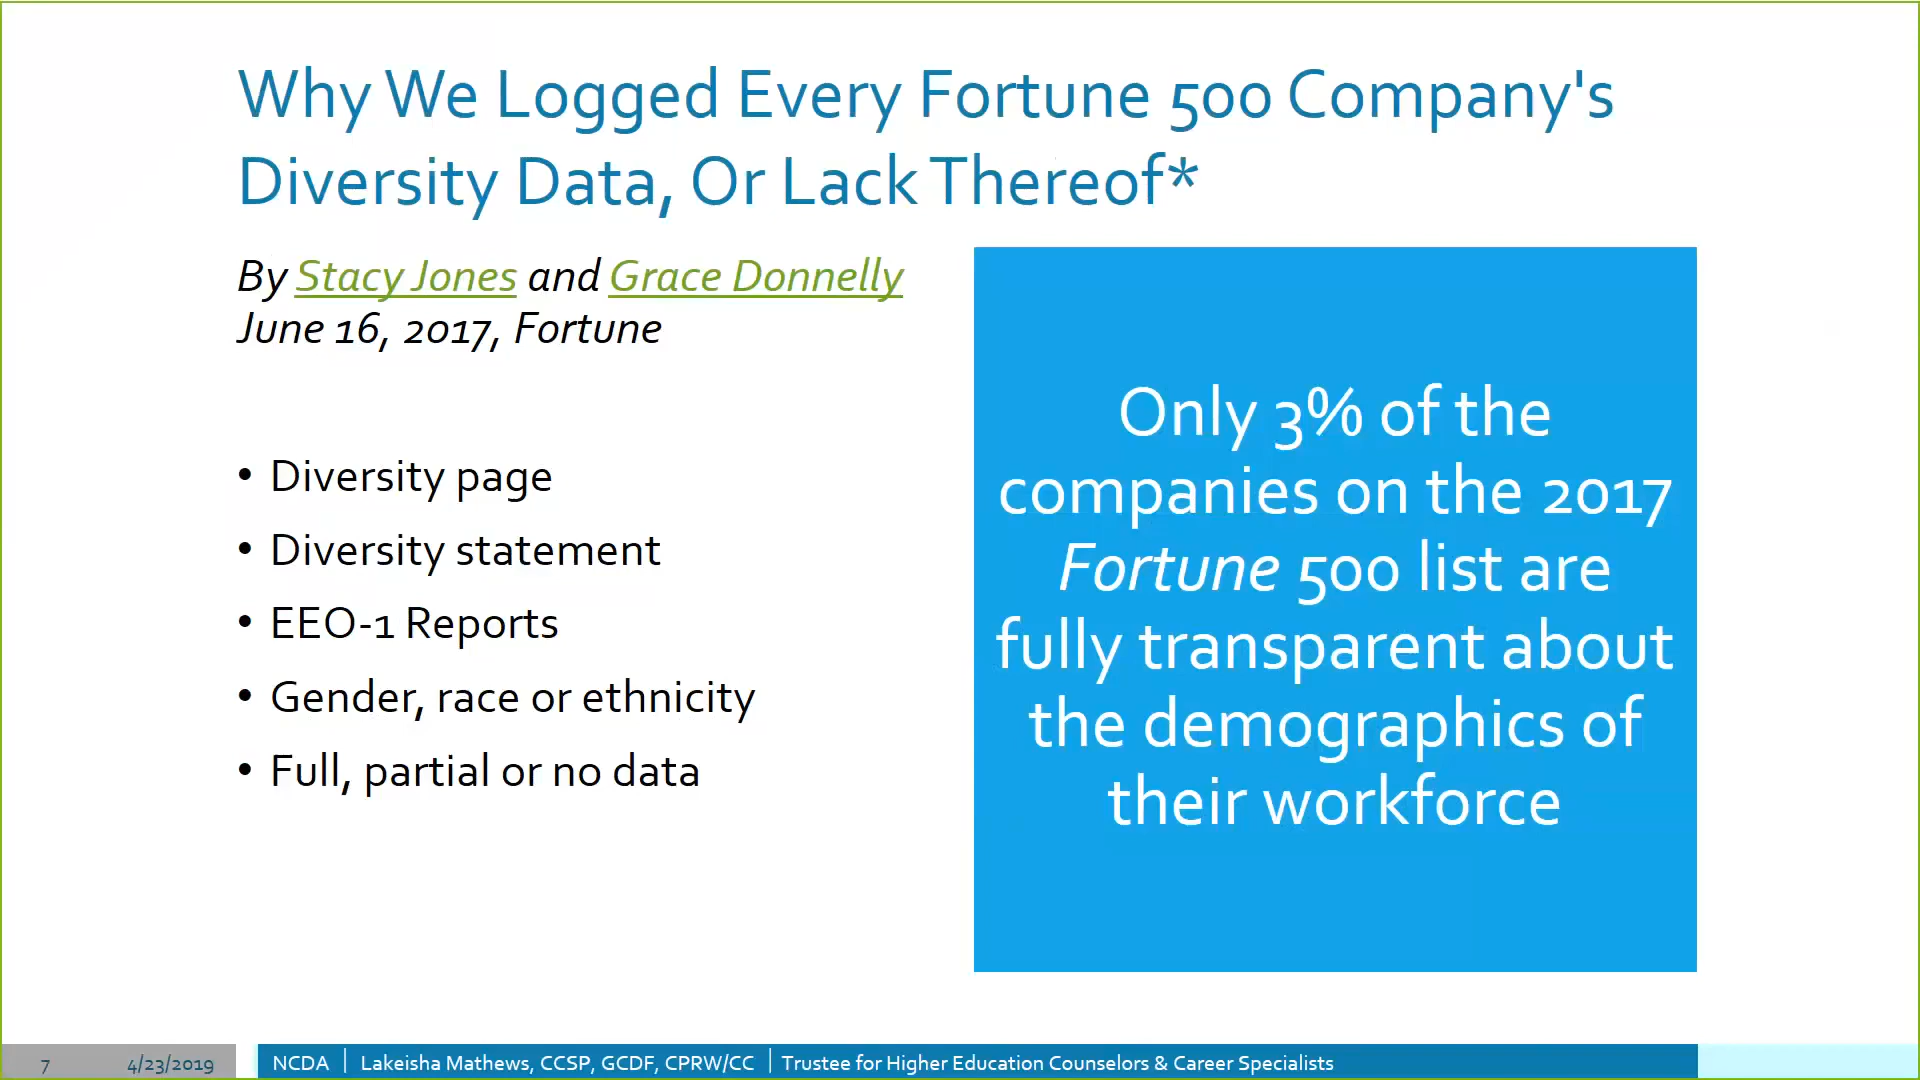 Why We Logged Every Fortune 500 Company's
Diversity Data, Or Lack Thereof*
By Stacy Jones and Grace Donnelly
June 16, 2017, Fortune
• Diversity page
• Diversity statement
• EEO-1 Reports
• Gender, race or ethnicity
• Full, partial or no data
Only 3% of the
companies on the 2017
Fortune 500 list are
fully transparent about
the demographics of
their workforce
7 4/23/2019 NCDA | Lakeisha Mathews, CCSP, GCDF, CPRW/CC | Trustee for Higher Education Counselors & Career Specialists